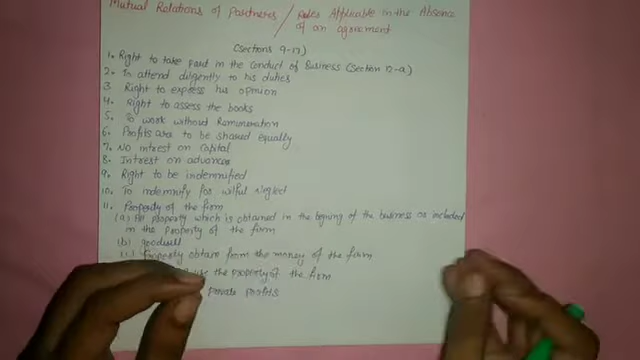 Mutual Relations of Partners / Rules Applicable in the Absence
of an agreement
(Sections 9-17)
1. Right to take part in the conduct of Business (Section 12-a)
2. To attend diligently to his duties
3. Right to express his opinion
4. Right to assess the books
5. To work without Remuneration
6. Profits are to be shared equally
7. No intrest on capital
8. Interest on advances
9. Right to be indemnified
10. To indemnify for wilful neglect
11. Property of the firm
(a) All property which is obtained in the begining of the business or included
in the property of the firm
(b) goodwill
(c) Property obtane from the money of the firm
the property of the firm
private profits